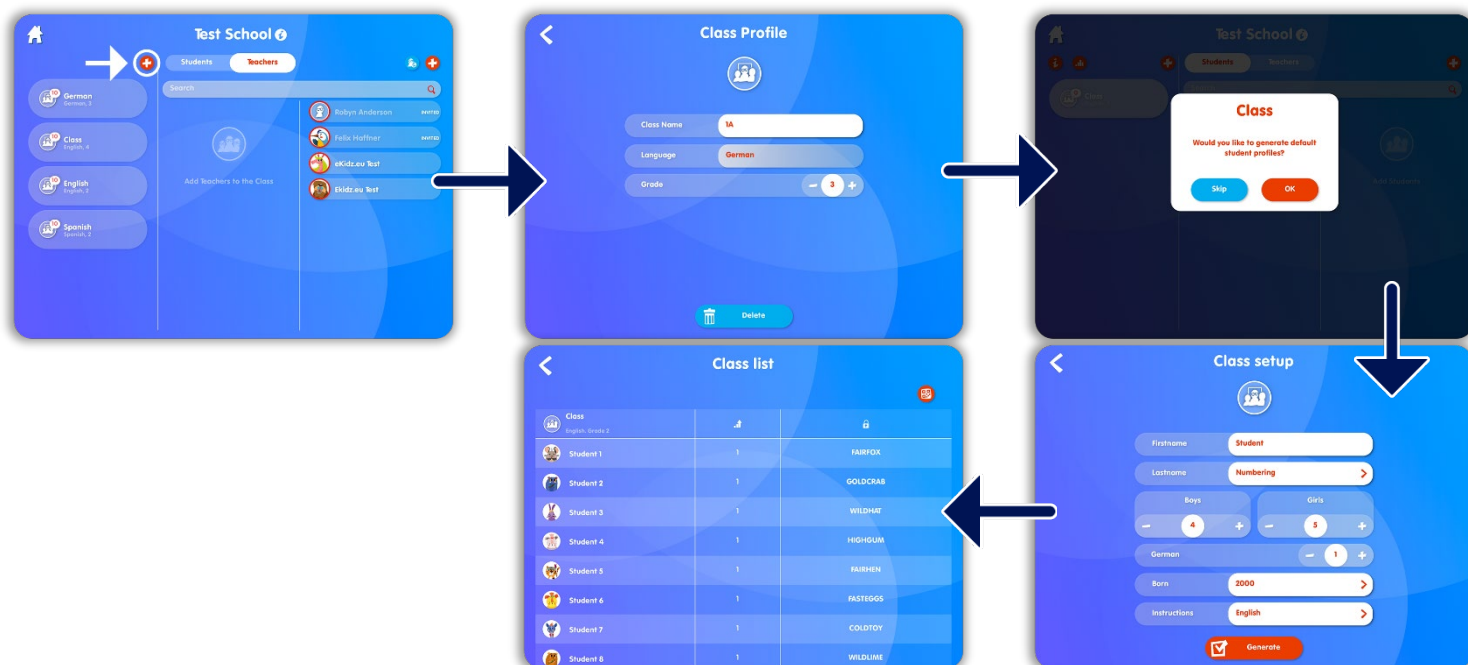 Test School
Students
Teachers
Search
German
German, 3
Class
English, 4
English
English, 2
Spanish
Spanish, 2
Add Teachers to the Class
Robyn Anderson
INVITED
Felix Haffner
INVITED
eKidz.eu Test
Ekidz.eu Test
Class Profile
Class Name
1A
Language
German
Grade
3
Delete
Test School
Students
Teachers
Class
Add Students
Class
Would you like to generate default
student profiles?
Skip
OK
Class setup
Firstname
Student
Lastname
Numbering
Boys
Girls
4
5
German
1
Born
2000
Instructions
English
Generate
Class list
Class
English, Grade 2
Student 1
1
FAIRFOX
Student 2
1
GOLDCRAB
Student 3
1
WILDHAT
Student 4
1
HIGHGUM
Student 5
1
FAIRHEN
Student 6
1
FASTEGGS
Student 7
1
COLDTOY
Student 8
1
WILDLIME